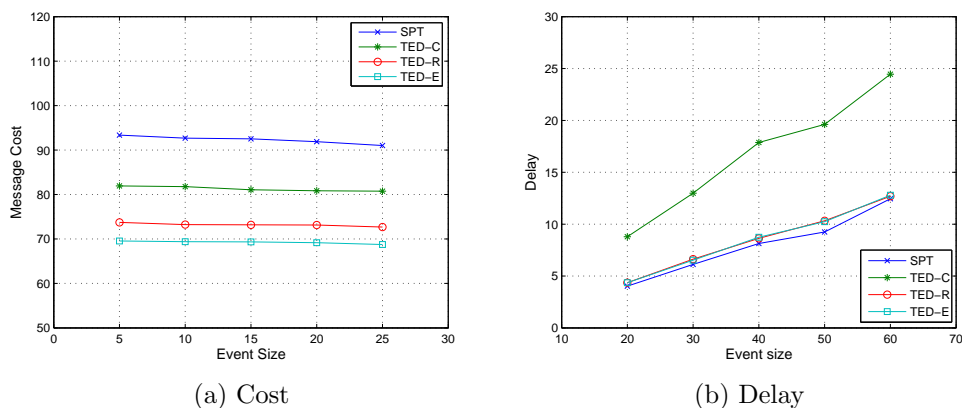 120
110
100
90
80
70
60
50
Message Cost
0
5
10
15
20
25
30
Event Size
SPT
TED-C
TED-R
TED-E
(a) Cost
30
25
20
15
10
5
0
Delay
10
20
30
40
50
60
70
Event size
SPT
TED-C
TED-R
TED-E
(b) Delay